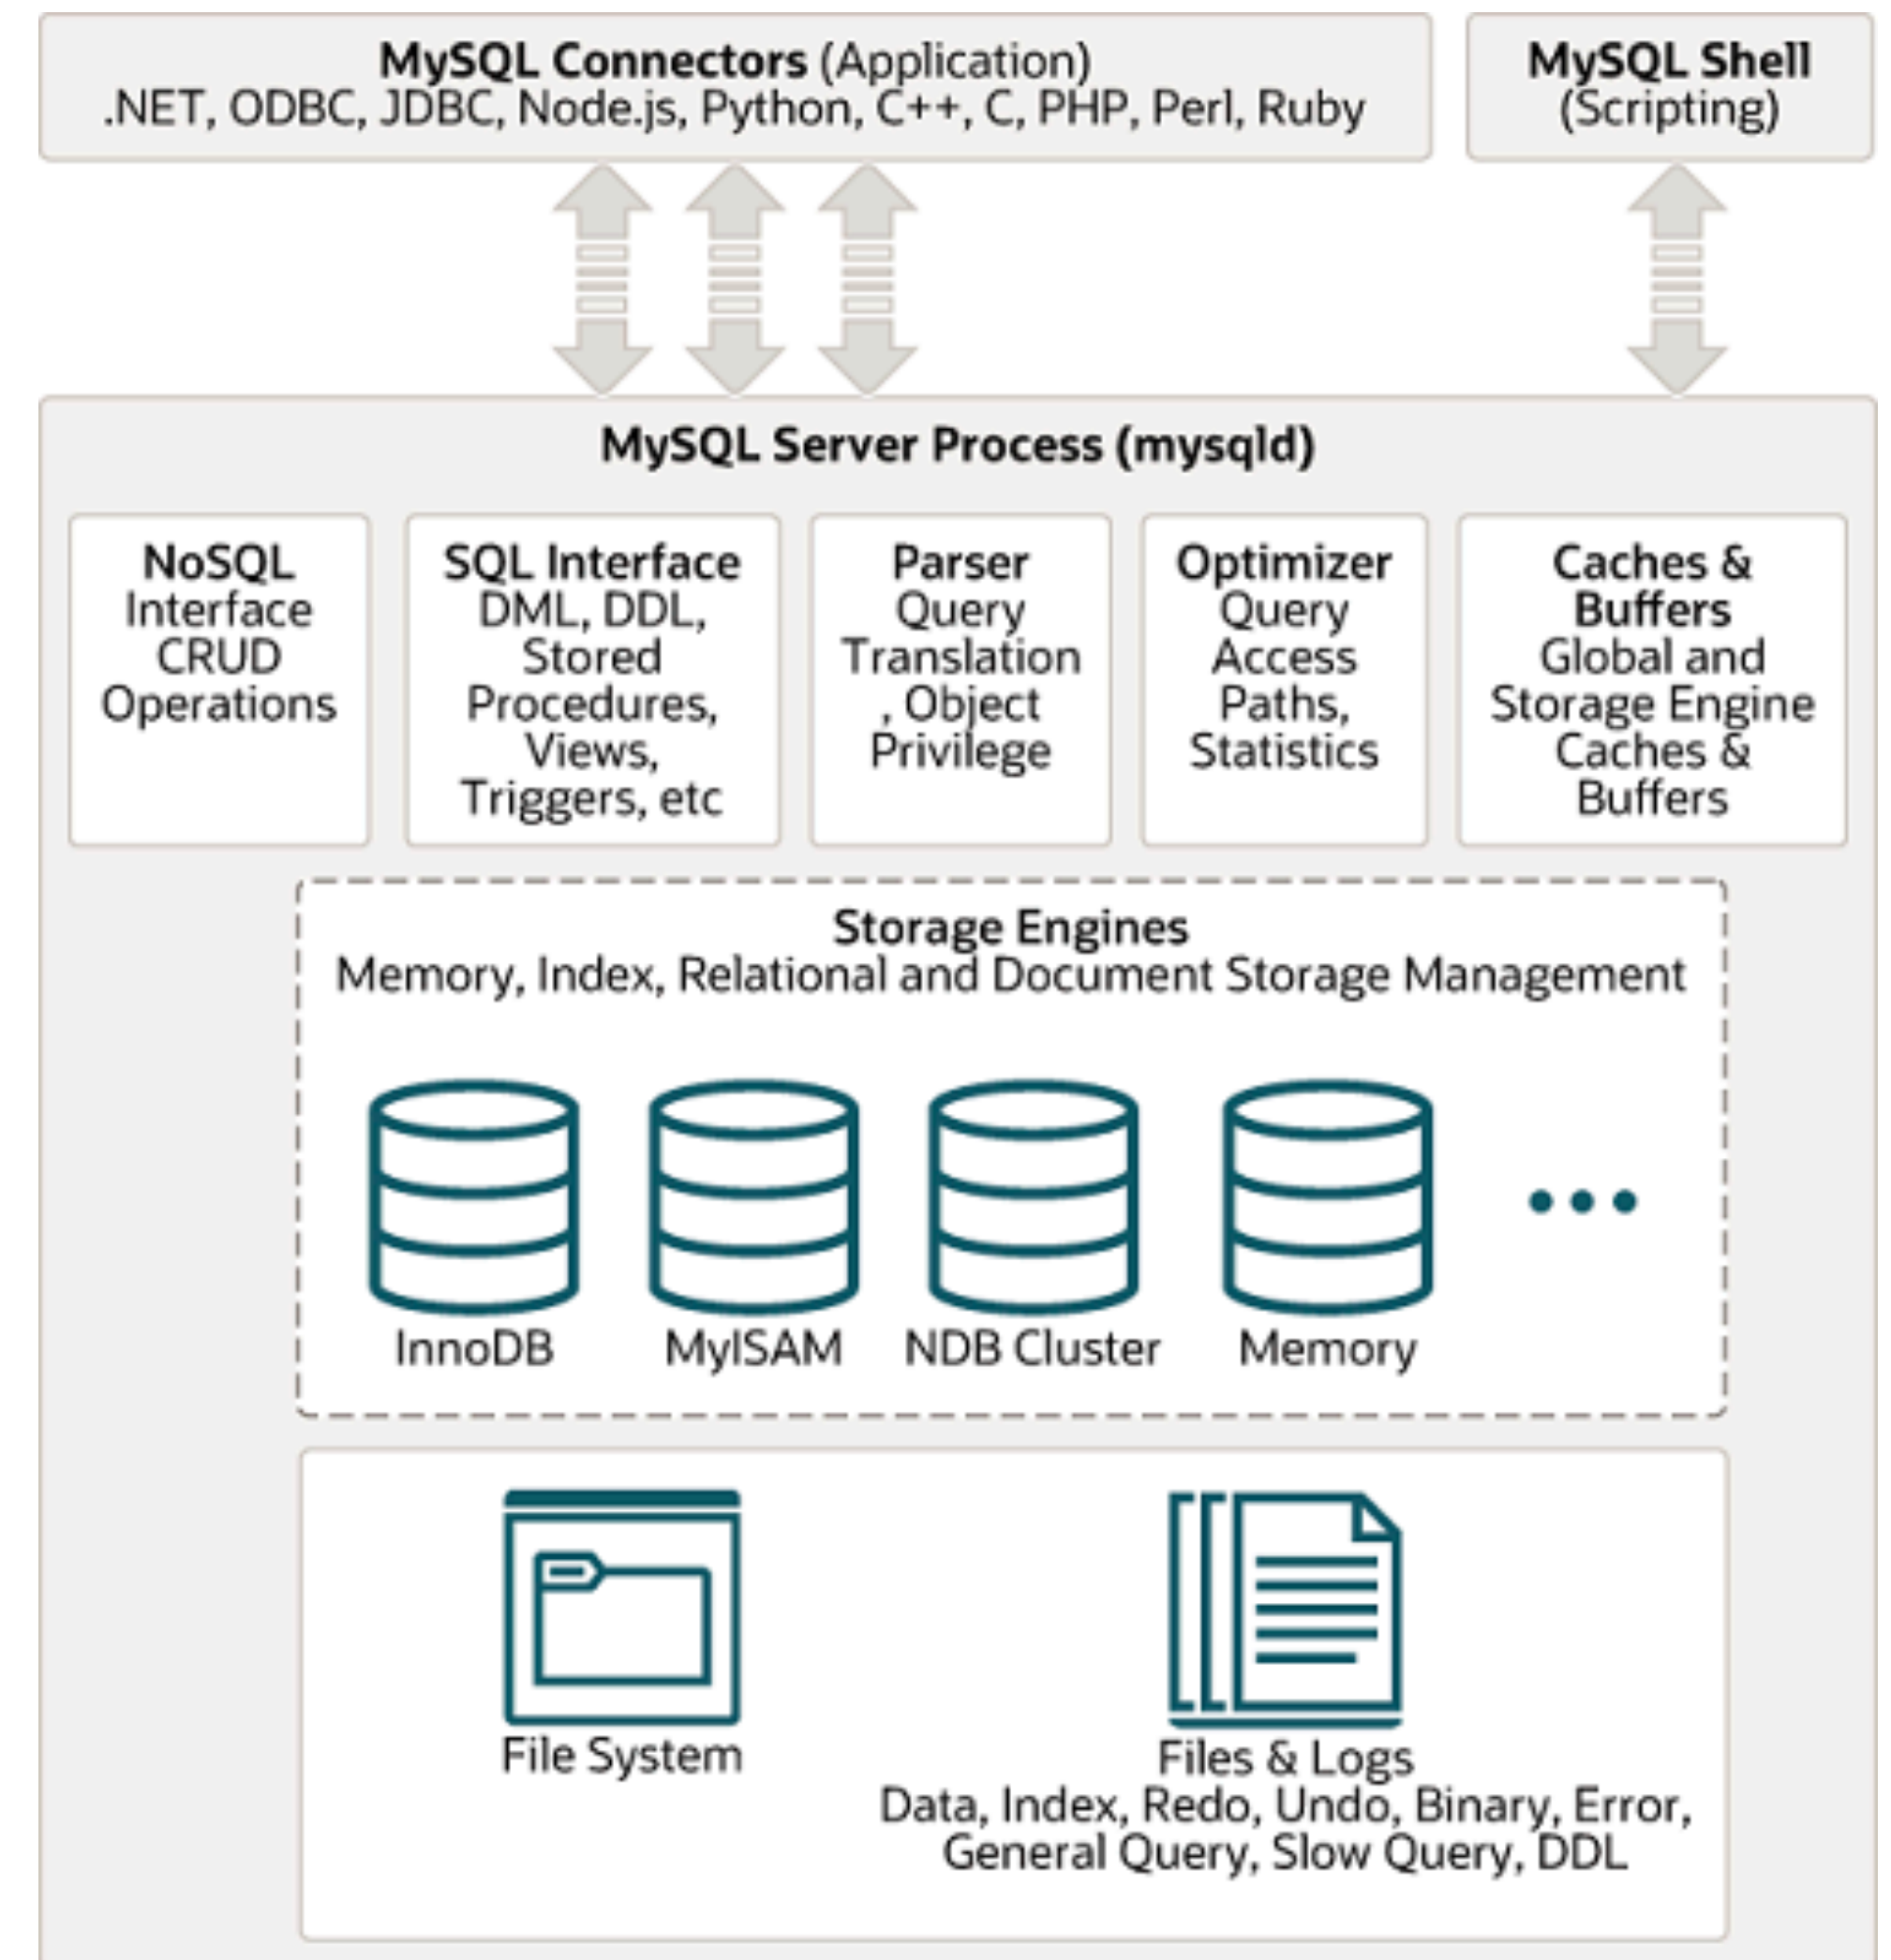 MySQL Connectors (Application)
.NET, ODBC, JDBC, Node.js, Python, C++, C, PHP, Perl, Ruby
MySQL Shell
(Scripting)
MySQL Server Process (mysqld)
NoSQL
Interface
CRUD
Operations
SQL Interface
DML, DDL,
Stored
Procedures,
Views,
Triggers, etc
Parser
Query
Translation
, Object
Privilege
Optimizer
Query
Access
Paths,
Statistics
Caches &
Buffers
Global and
Storage Engine
Caches &
Buffers
Storage Engines
Memory, Index, Relational and Document Storage Management
InnoDB
MyISAM
NDB Cluster
Memory
File System
Files & Logs
Data, Index, Redo, Undo, Binary, Error,
General Query, Slow Query, DDL